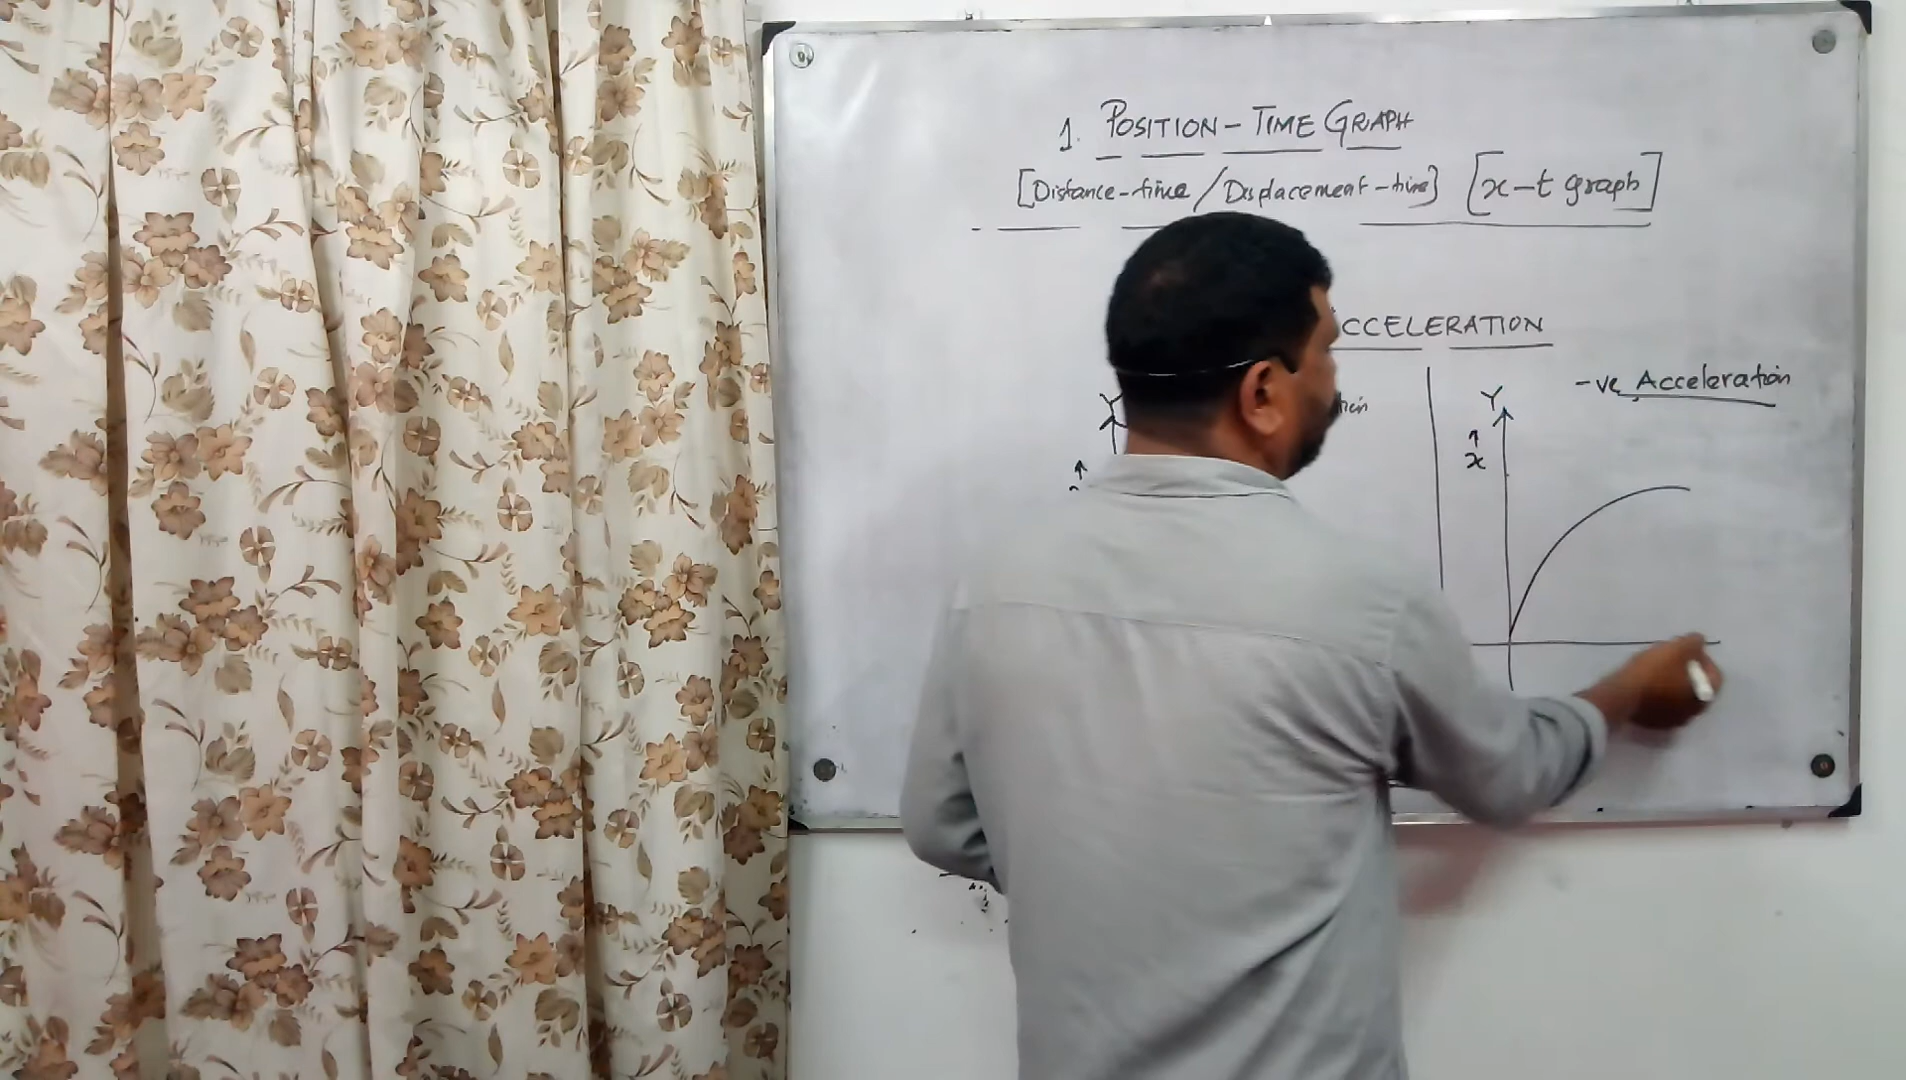 1. POSITION - TIME GRAPH
[Distance-time / Displacement-time] [x-t graph]
CCELERATION
-ve Acceleration
Y
Y
x